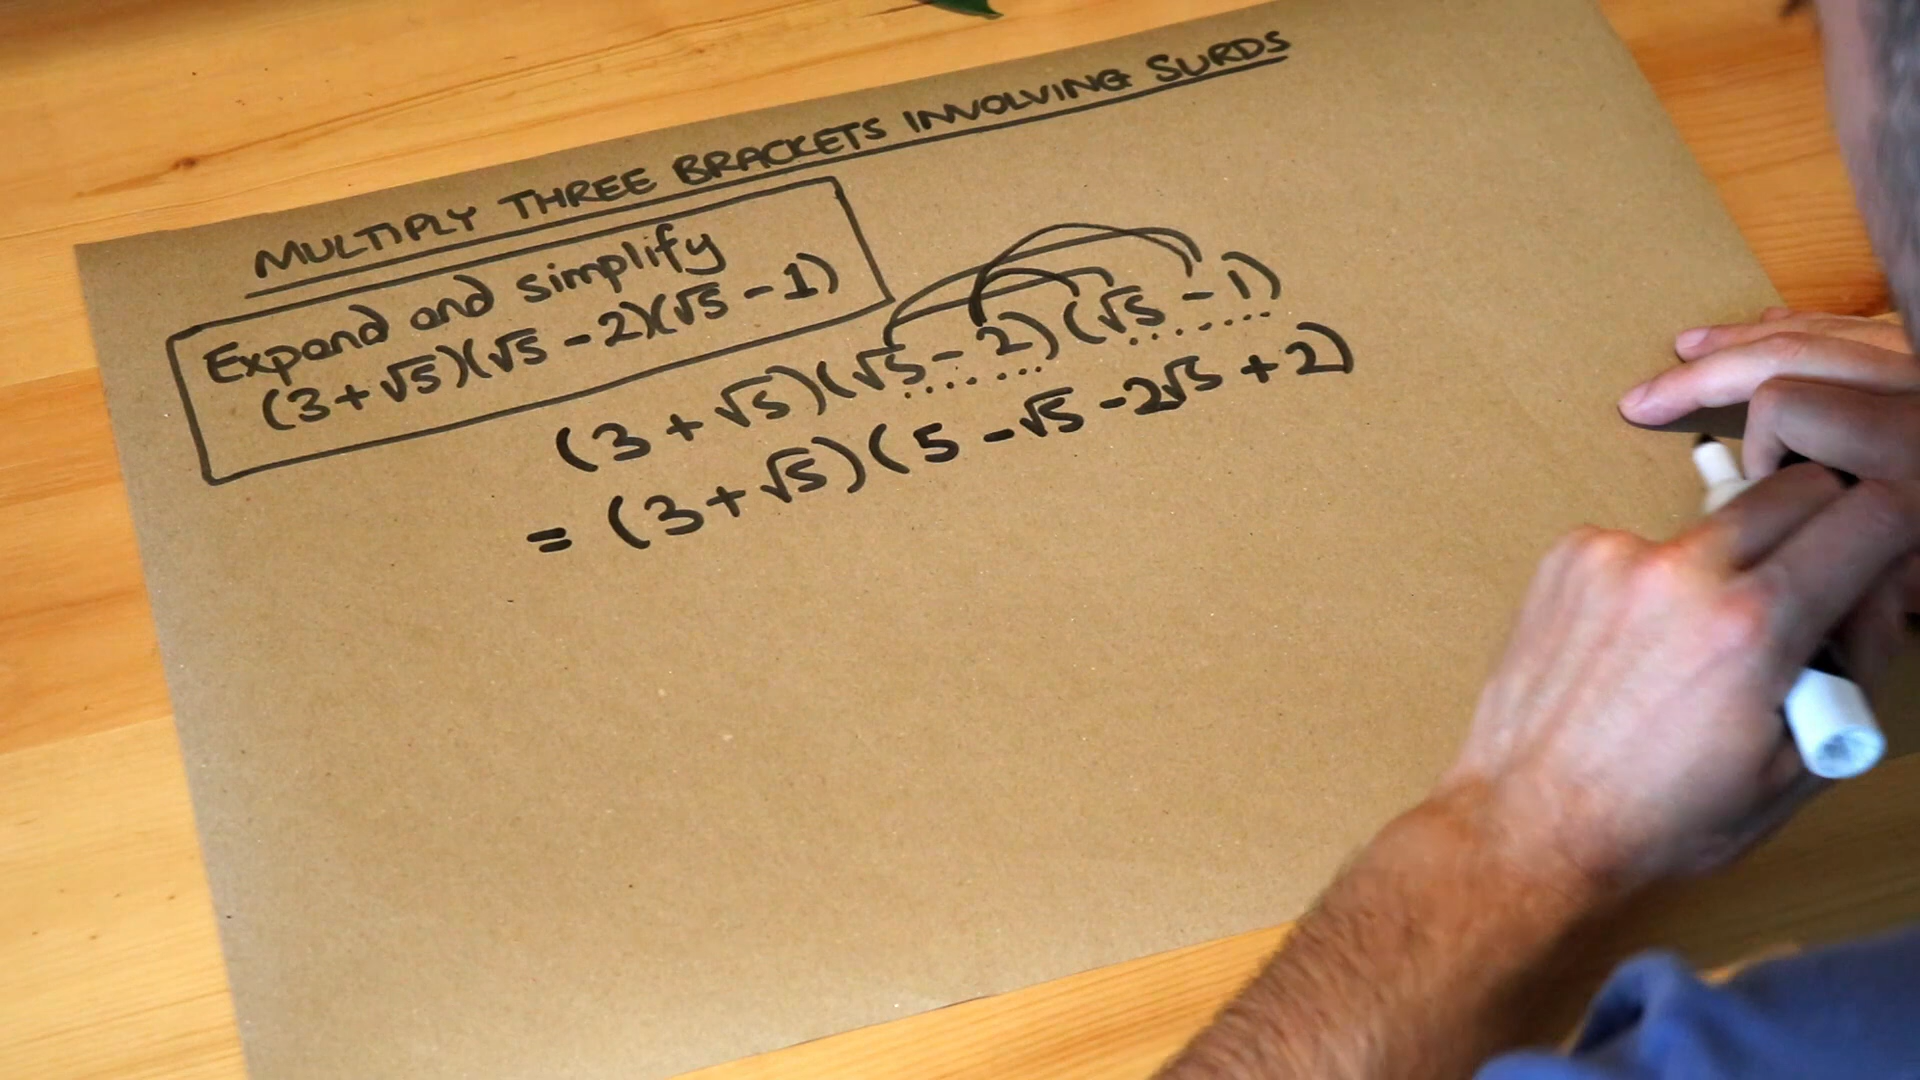 MULTIPLY THREE BRACKETS INVOLVING SURDS
Expand and simplify
(3+√5)(√5-2)(√5-1)
(3+√5)(√5-2)(√5-1)
=(3+√5)(5-√5-2√5+2)